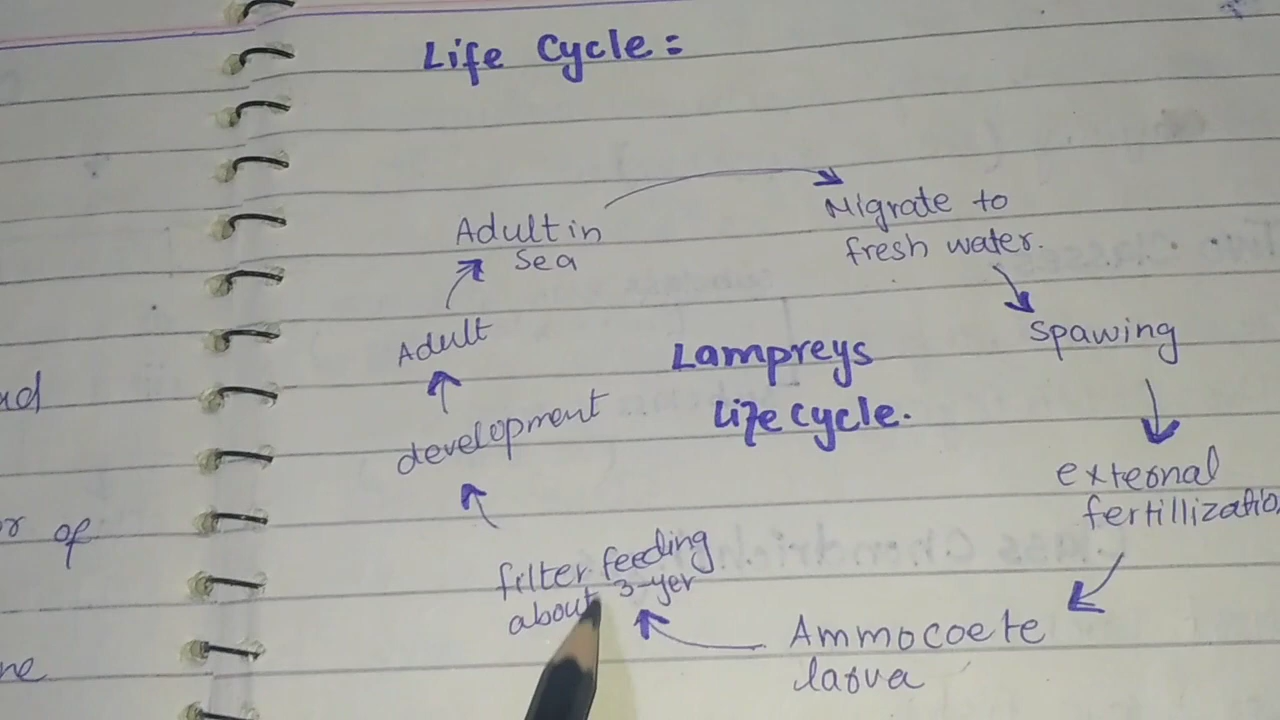 Life Cycle:
Adult in
Sea
Migrate to
fresh water.
Spawing
external
fertillization
Ammocoete
larva
filter feeding
about 3-yer
development
Adult
Lampreys
Life cycle.
of